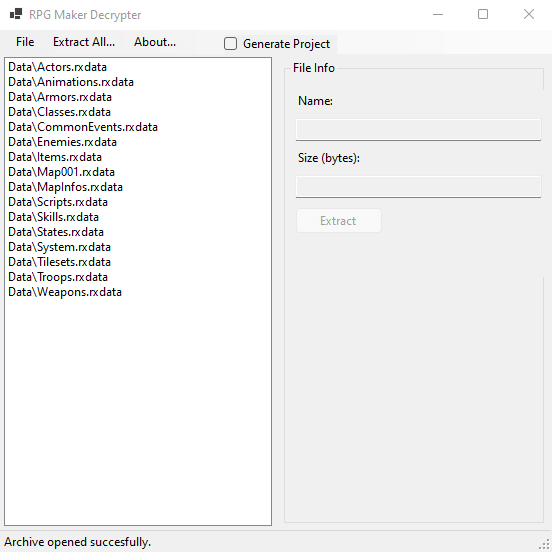 RPG Maker Decrypter
File Extract All... About... Generate Project
Data\Actors.rxdata
Data\Animations.rxdata
Data\Armors.rxdata
Data\Classes.rxdata
Data\CommonEvents.rxdata
Data\Enemies.rxdata
Data\Items.rxdata
Data\Map001.rxdata
Data\MapInfos.rxdata
Data\Scripts.rxdata
Data\Skills.rxdata
Data\States.rxdata
Data\System.rxdata
Data\Tilesets.rxdata
Data\Troops.rxdata
Data\Weapons.rxdata
File Info
Name:
Size (bytes):
Extract
Archive opened succesfully.